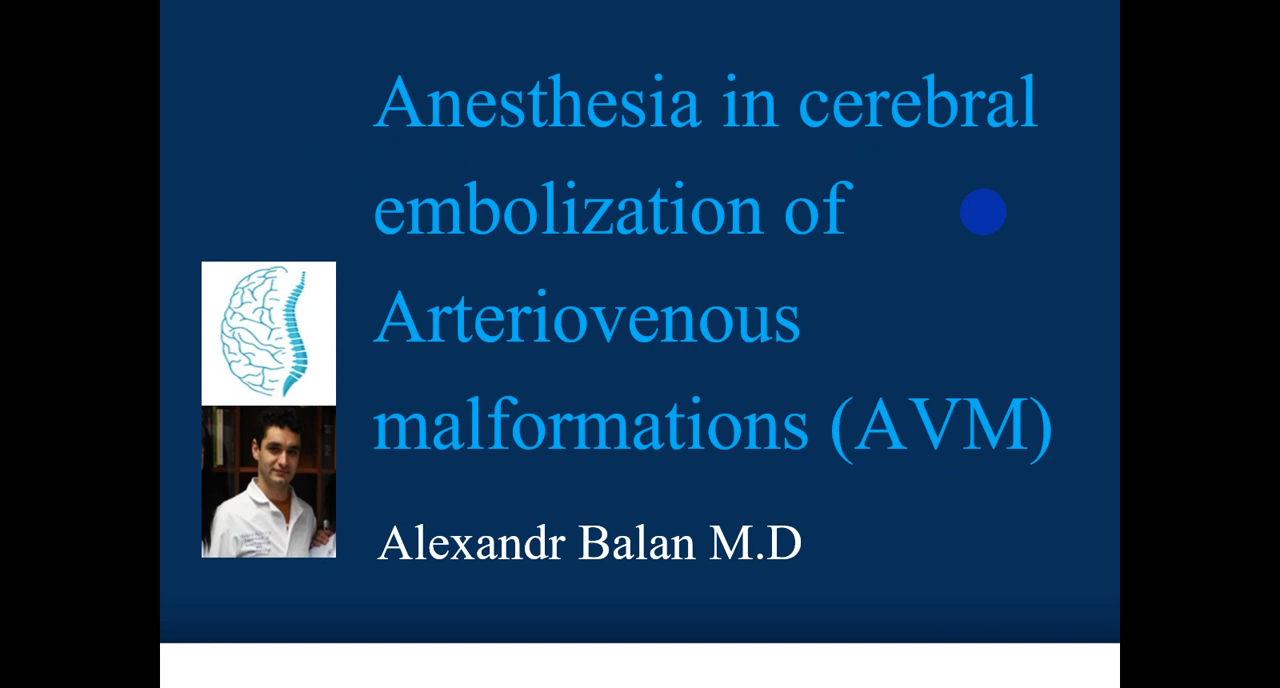 Anesthesia in cerebral
embolization of
Arteriovenous
malformations (AVM)
Alexandr Balan M.D